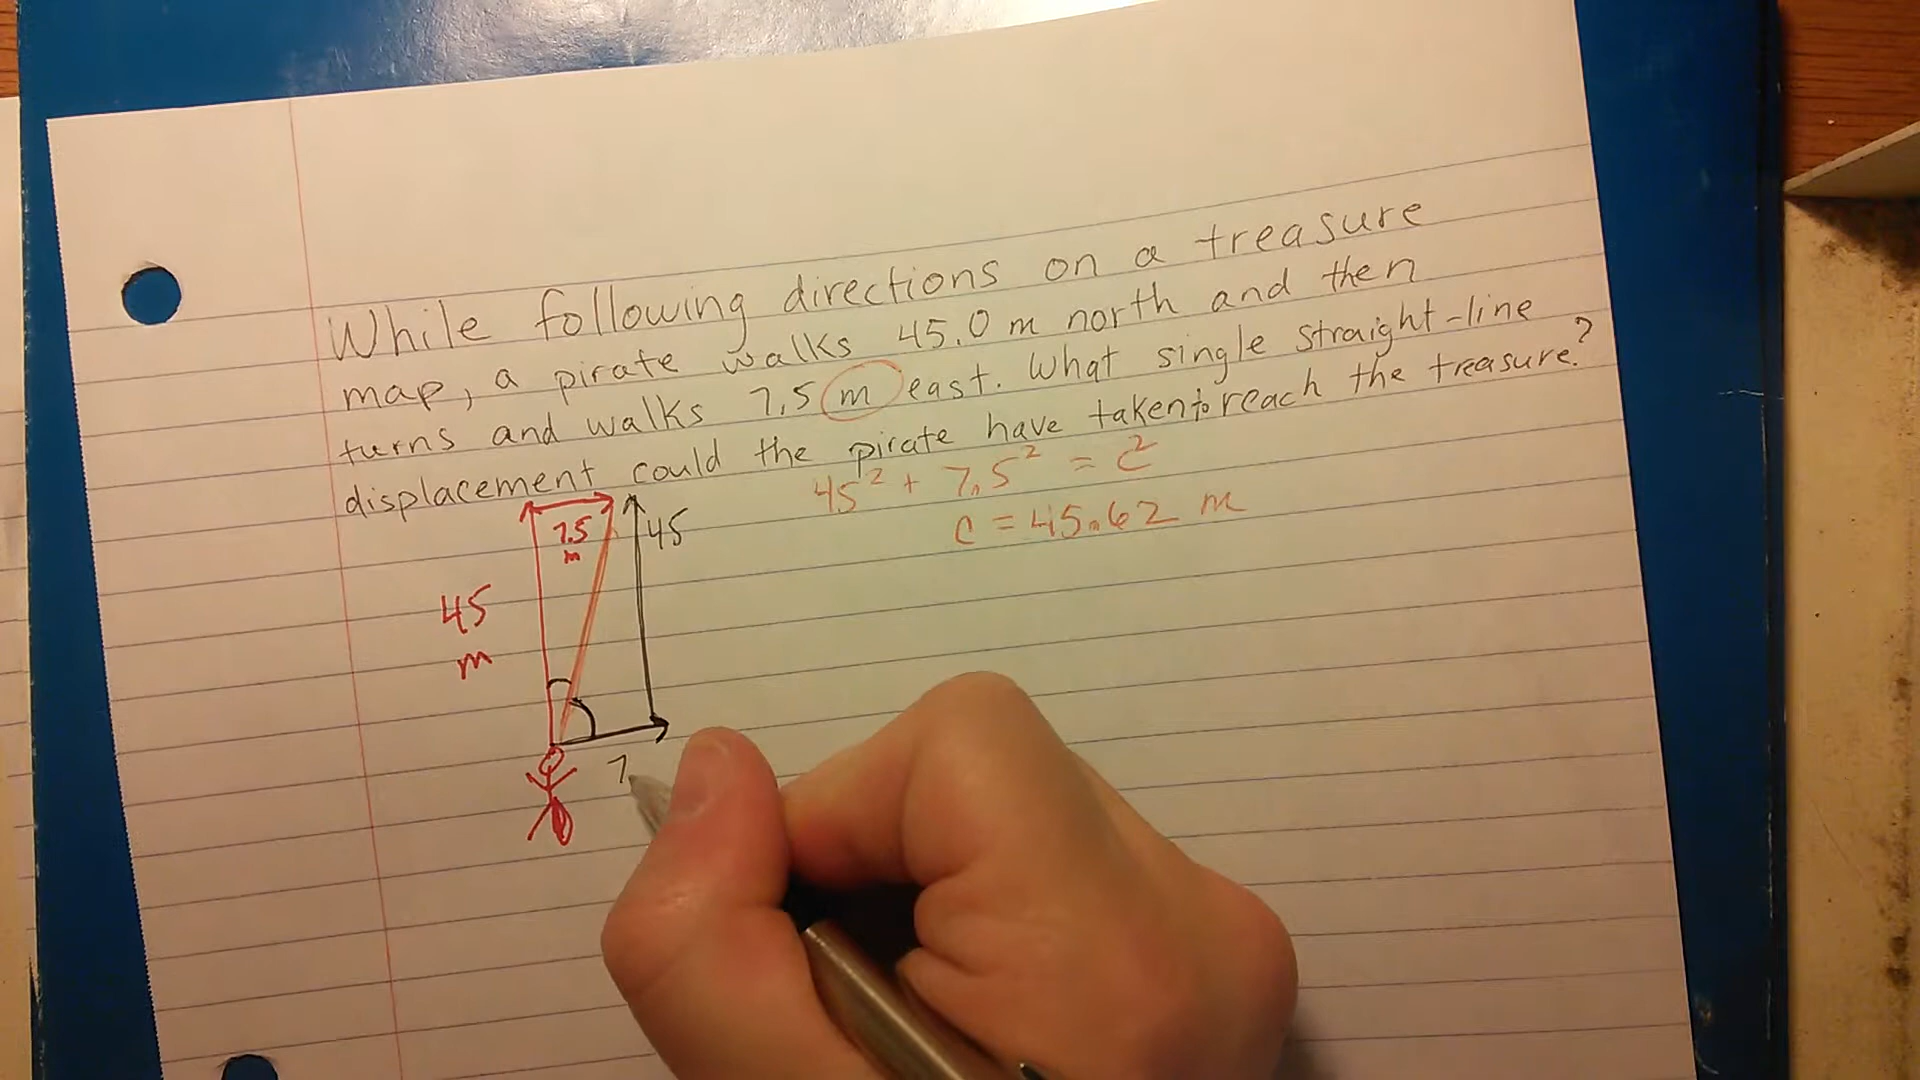 While following directions on a treasure
map, a pirate walks 45.0 m north and then
turns and walks 7.5 m east. What single straight-line
displacement could the pirate have taken to reach the treasure?
45² + 7.5² = c²
c = 45.62 m
7.5
m
45
45
m
7